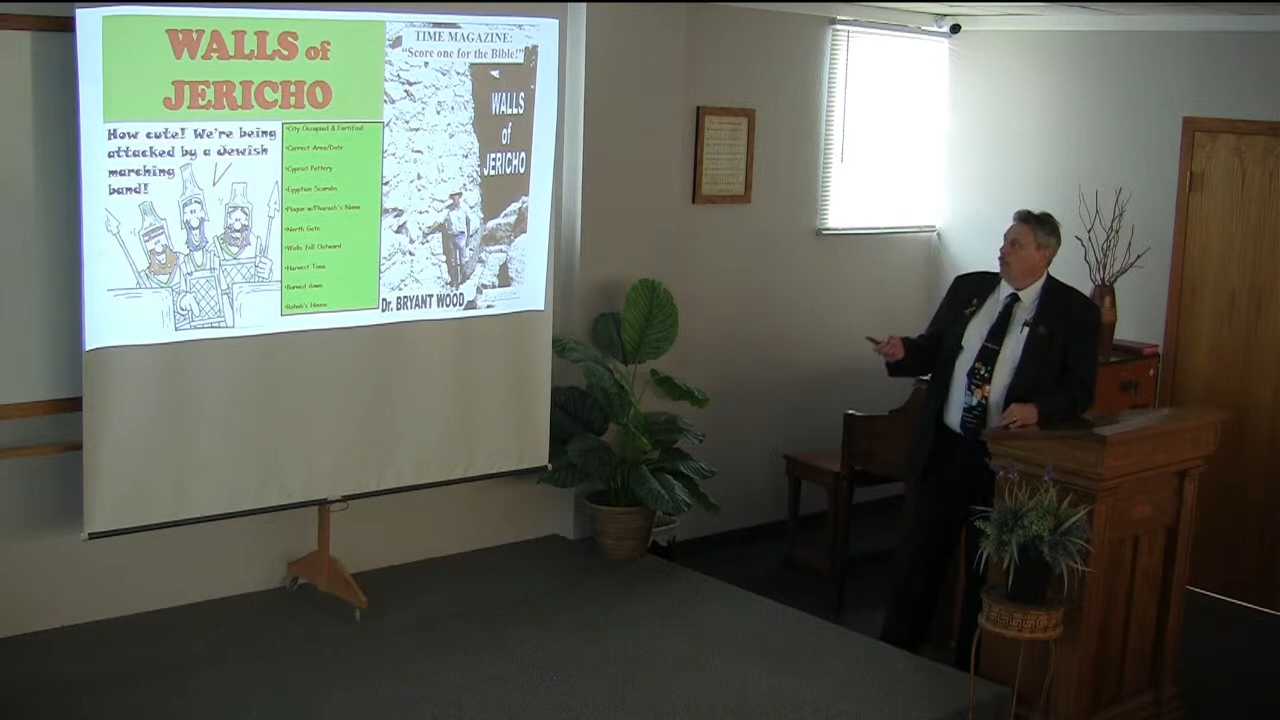 WALLS of
JERICHO
How cute! We're being
attacked by a Jewish
marching
band!
•City Occupied & Fortified
•Correct Area/Date
•Cypriot Pottery
•Egyptian Scarabs
•Plaque w/Pharaoh's Name
•North Gate
•Walls fall Outward
•Harvest Time
•Burned down
•Rahab's House
TIME MAGAZINE:
"Score one for the Bible!"
WALLS
of
JERICHO
Dr. BRYANT WOOD